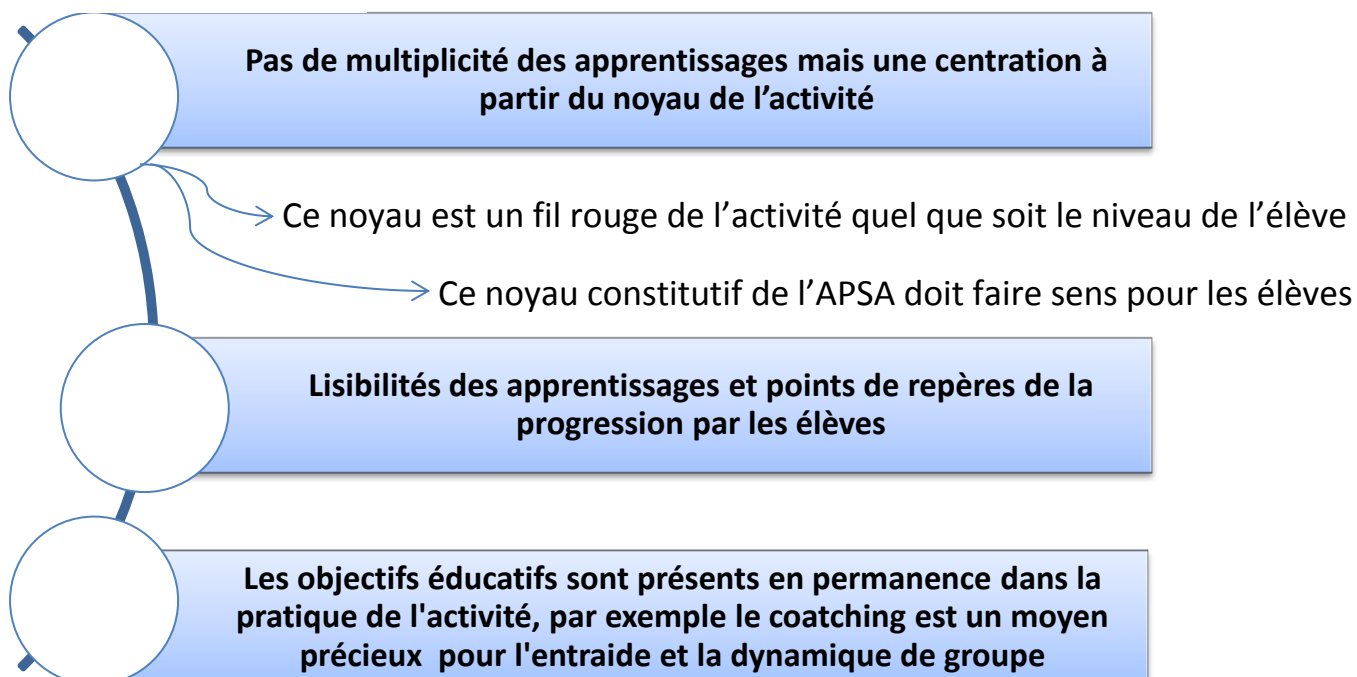 Pas de multiplicité des apprentissages mais une centration à
partir du noyau de l’activité
Ce noyau est un fil rouge de l’activité quel que soit le niveau de l’élève
Ce noyau constitutif de l’APSA doit faire sens pour les élèves
Lisibilités des apprentissages et points de repères de la
progression par les élèves
Les objectifs éducatifs sont présents en permanence dans la
pratique de l'activité, par exemple le coatching est un moyen
précieux pour l'entraide et la dynamique de groupe